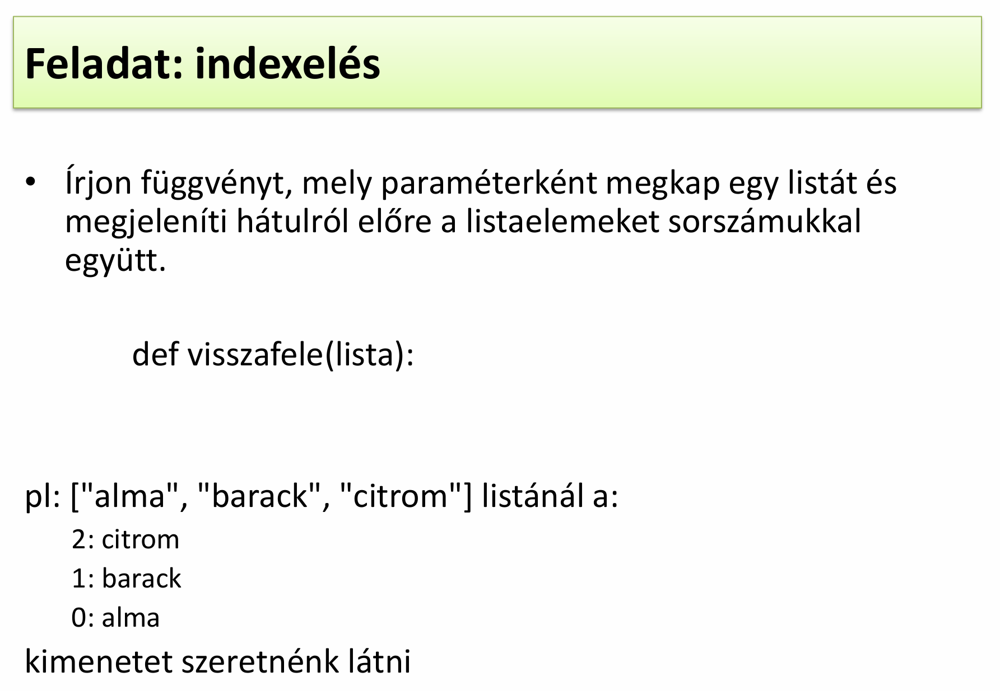 Feladat: indexelés
• Írjon függvényt, mely paraméterként megkap egy listát és
megjeleníti hátulról előre a listaelemeket sorszámukkal
együtt.
def visszafele(lista):
pl: ["alma", "barack", "citrom"] listánál a:
2: citrom
1: barack
0: alma
kimenetet szeretnénk látni